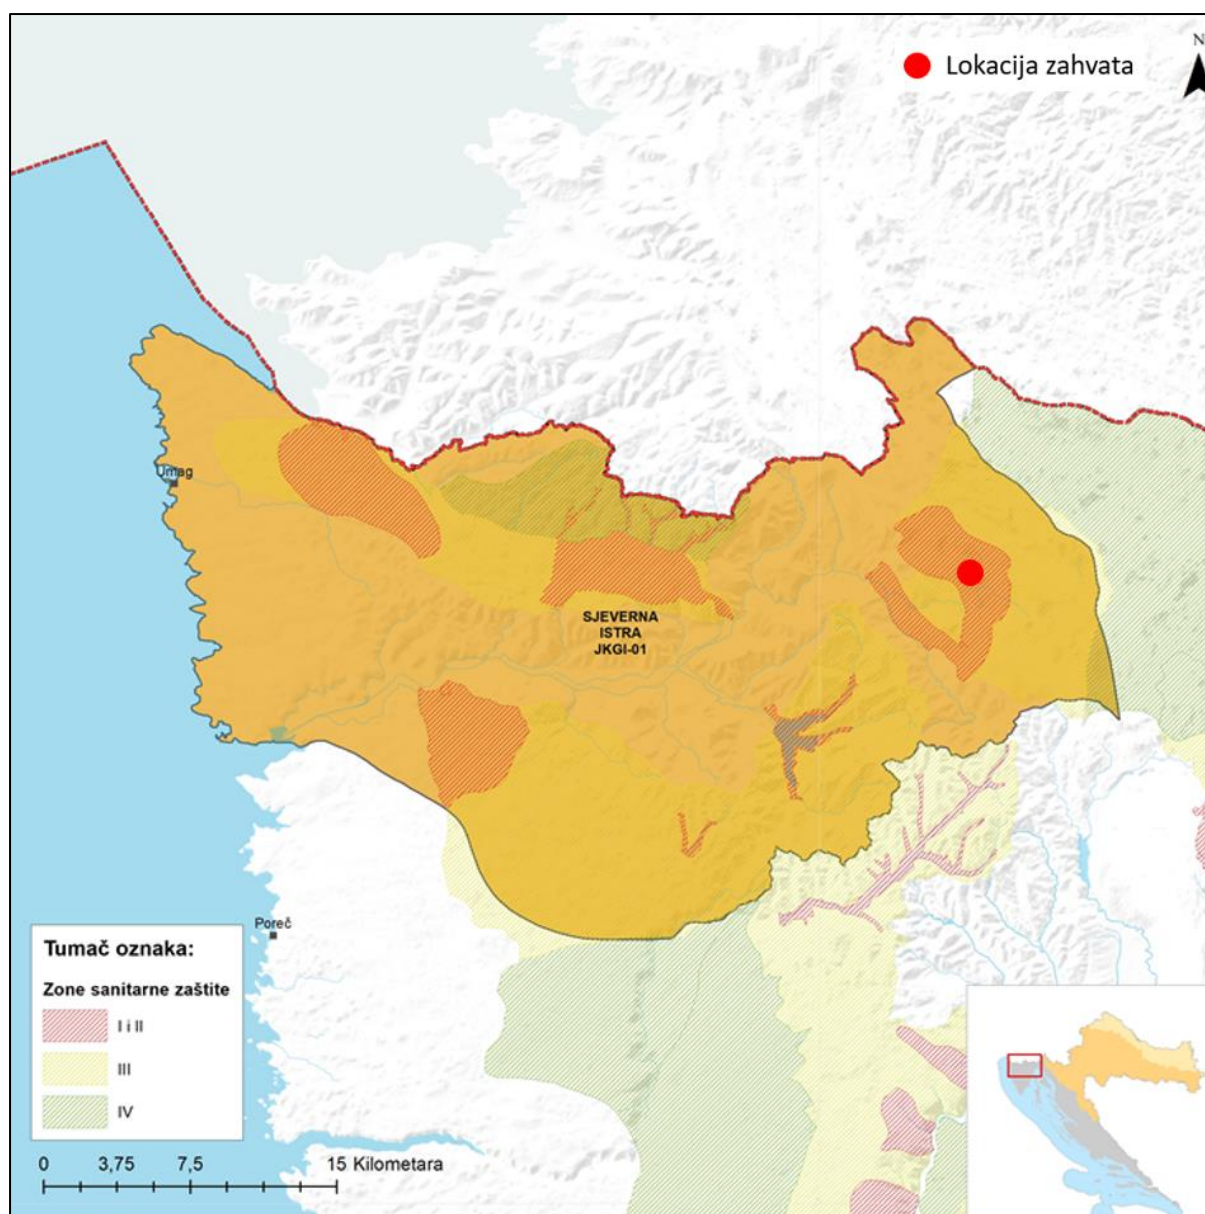 N
Lokacija zahvata
Umag
SJEVERNA
ISTRA
JKGI-01
Poreč
Tumač oznaka:
Zone sanitarne zaštite
I i II
III
IV
0 3,75 7,5 15 Kilometara